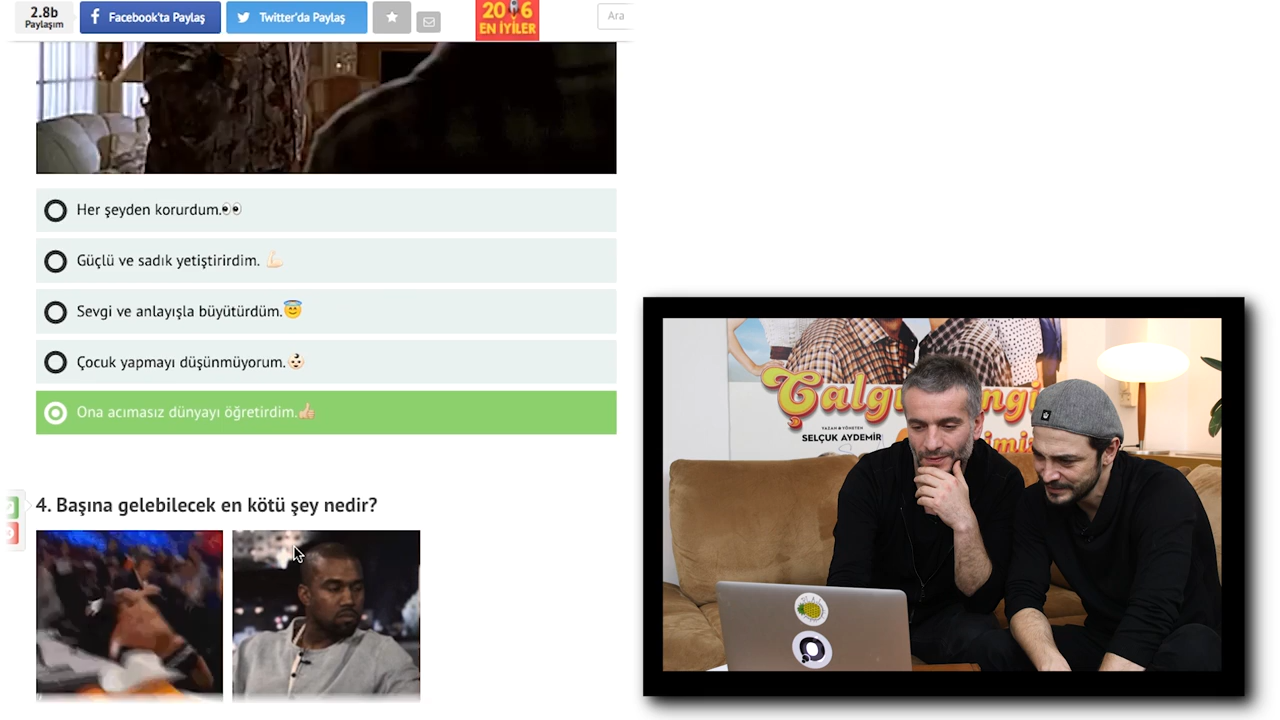 2.8b
Paylaşım
Facebook'ta Paylaş
Twitter'da Paylaş
20 6
EN İYİLER
Ara
Her şeyden korurdum.👀
Güçlü ve sadık yetiştirirdim. 💪🏻
Sevgi ve anlayışla büyütürdüm.😇
Çocuk yapmayı düşünmüyorum.👶🏻
Ona acımasız dünyayı öğretirdim.👍🏻
4. Başına gelebilecek en kötü şey nedir?
YAZAN YÖNETEN
SELÇUK AYDEMİR